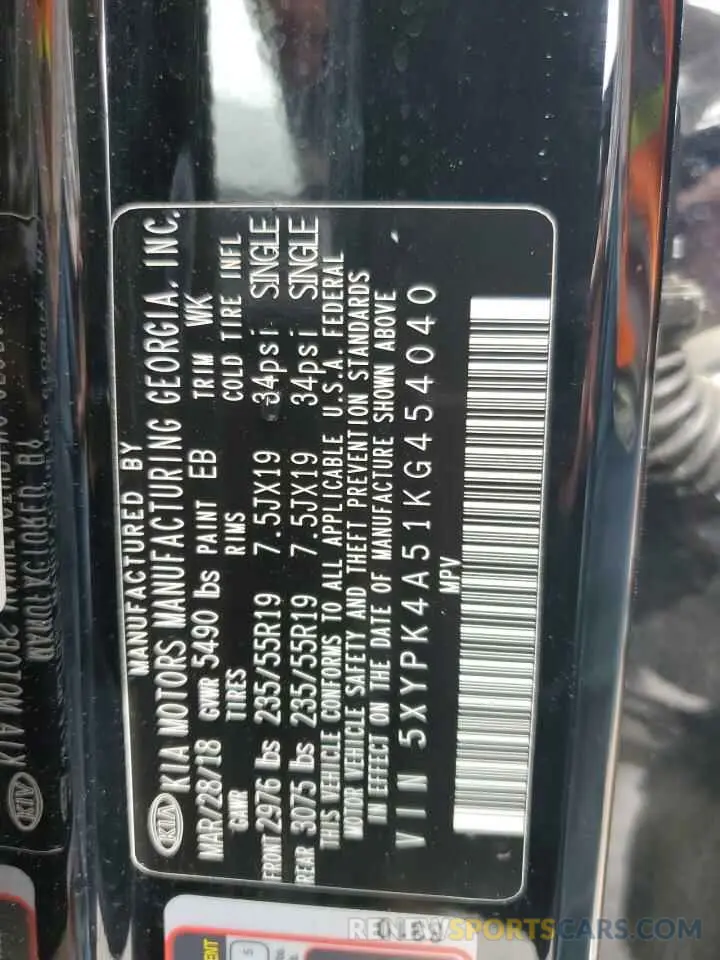 MANUFACTURED BY
KIA KIA MOTORS MANUFACTURING GEORGIA, INC.
MAR/28/18 GVWR 5490 lbs PAINT EB TRIM WK
GAWR TIRES RIMS COLD TIRE INFL
FRONT 2976 lbs 235/55R19 7.5JX19 34psi SINGLE
REAR 3075 lbs 235/55R19 7.5JX19 34psi SINGLE
THIS VEHICLE CONFORMS TO ALL APPLICABLE U.S.A. FEDERAL
MOTOR VEHICLE SAFETY AND THEFT PREVENTION STANDARDS
IN EFFECT ON THE DATE OF MANUFACTURE SHOWN ABOVE
VIN 5XYPK4A51KG454040
MPV
RENEWSPORTSCARS.COM